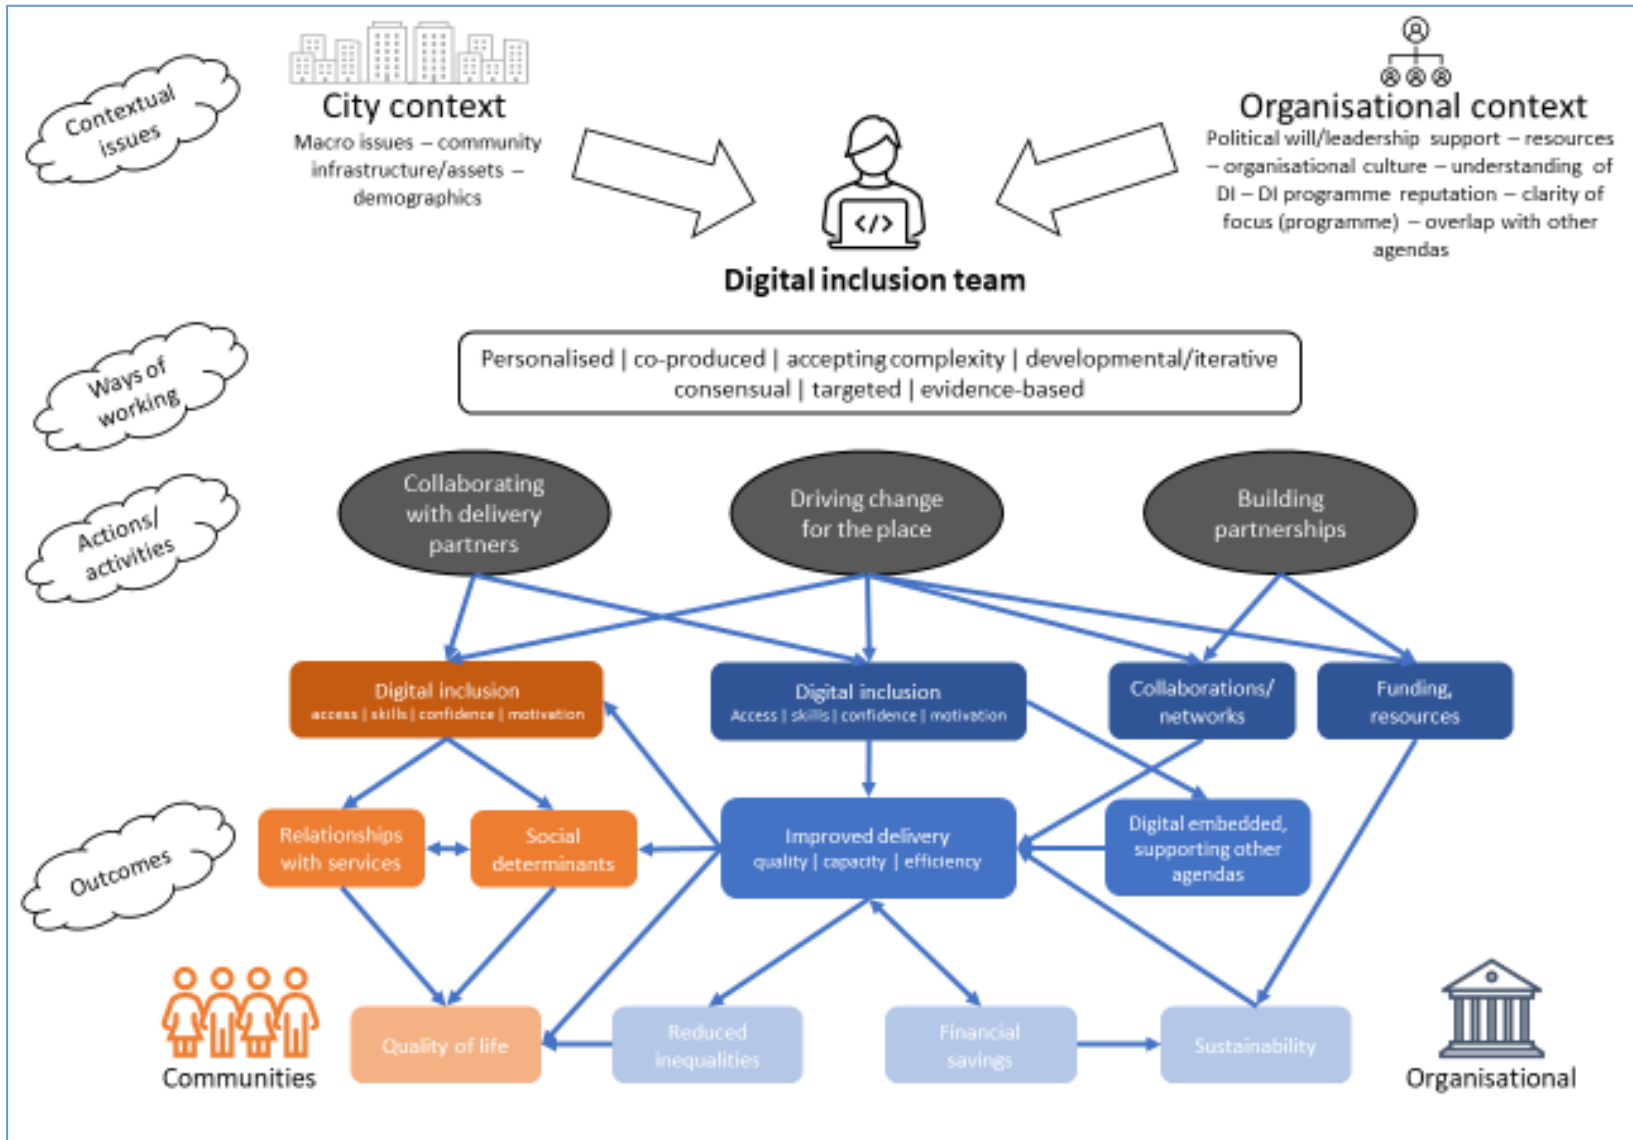 Contextual
issues
City context
Macro issues – community
infrastructure/assets –
demographics
Organisational context
Political will/leadership support – resources
– organisational culture – understanding of
DI – DI programme reputation – clarity of
focus (programme) – overlap with other
agendas
</>
Digital inclusion team
Ways of
working
Personalised | co-produced | accepting complexity | developmental/iterative
consensual | targeted | evidence-based
Actions/
activities
Collaborating
with delivery
partners
Driving change
for the place
Building
partnerships
Digital inclusion
access | skills | confidence | motivation
Digital inclusion
Access | skills | confidence | motivation
Collaborations/
networks
Funding,
resources
Outcomes
Relationships
with services
Social
determinants
Improved delivery
quality | capacity | efficiency
Digital embedded,
supporting other
agendas
Communities
Quality of life
Reduced
inequalities
Financial
savings
Sustainability
Organisational